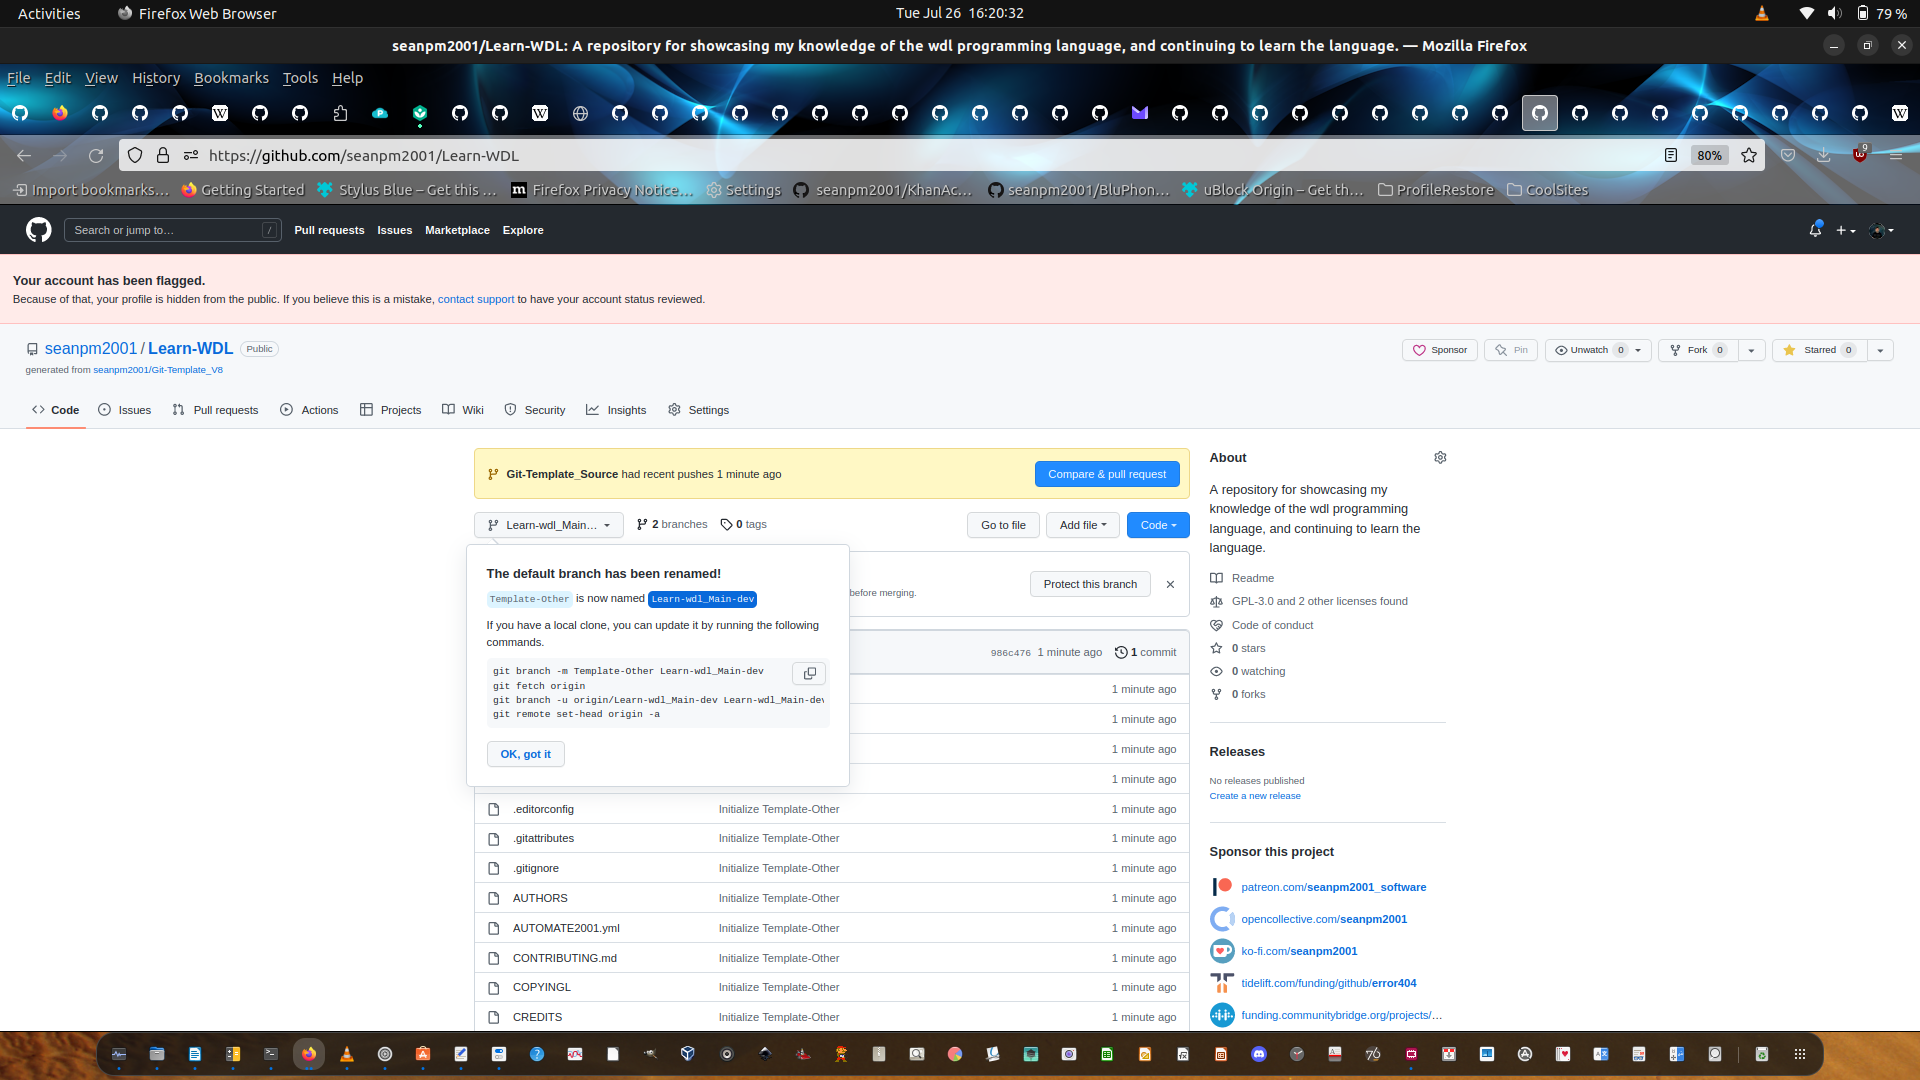 Activities
Firefox Web Browser
Tue Jul 26 16:20:32
79 %
seanpm2001/Learn-WDL: A repository for showcasing my knowledge of the wdl programming language, and continuing to learn the language. — Mozilla Firefox
File Edit View History Bookmarks Tools Help
https://github.com/seanpm2001/Learn-WDL
80%
9
Import bookmarks…
Getting Started
Stylus Blue – Get this …
Firefox Privacy Notice…
Settings
seanpm2001/KhanAc…
seanpm2001/BluPhon…
uBlock Origin – Get th…
ProfileRestore
CoolSites
Search or jump to…
/
Pull requests
Issues
Marketplace
Explore
Your account has been flagged.
Because of that, your profile is hidden from the public. If you believe this is a mistake, contact support to have your account status reviewed.
seanpm2001 / Learn-WDL
Public
generated from seanpm2001/Git-Template_V8
Sponsor
Pin
Unwatch 0
Fork 0
Starred 0
Code
Issues
Pull requests
Actions
Projects
Wiki
Security
Insights
Settings
Git-Template_Source had recent pushes 1 minute ago
Compare & pull request
Learn-wdl_Main…
2 branches
0 tags
Go to file
Add file
Code
The default branch has been renamed!
Template-Other is now named Learn-wdl_Main-dev
If you have a local clone, you can update it by running the following
commands.
git branch -m Template-Other Learn-wdl_Main-dev
git fetch origin
git branch -u origin/Learn-wdl_Main-dev Learn-wdl_Main-dev
git remote set-head origin -a
OK, got it
before merging.
Protect this branch
986c476 1 minute ago
1 commit
1 minute ago
1 minute ago
1 minute ago
1 minute ago
.editorconfig Initialize Template-Other 1 minute ago
.gitattributes Initialize Template-Other 1 minute ago
.gitignore Initialize Template-Other 1 minute ago
AUTHORS Initialize Template-Other 1 minute ago
AUTOMATE2001.yml Initialize Template-Other 1 minute ago
CONTRIBUTING.md Initialize Template-Other 1 minute ago
COPYINGL Initialize Template-Other 1 minute ago
CREDITS Initialize Template-Other 1 minute ago
About
A repository for showcasing my
knowledge of the wdl programming
language, and continuing to learn the
language.
Readme
GPL-3.0 and 2 other licenses found
Code of conduct
0 stars
0 watching
0 forks
Releases
No releases published
Create a new release
Sponsor this project
patreon.com/seanpm2001_software
opencollective.com/seanpm2001
ko-fi.com/seanpm2001
tidelift.com/funding/github/error404
funding.communitybridge.org/projects/…